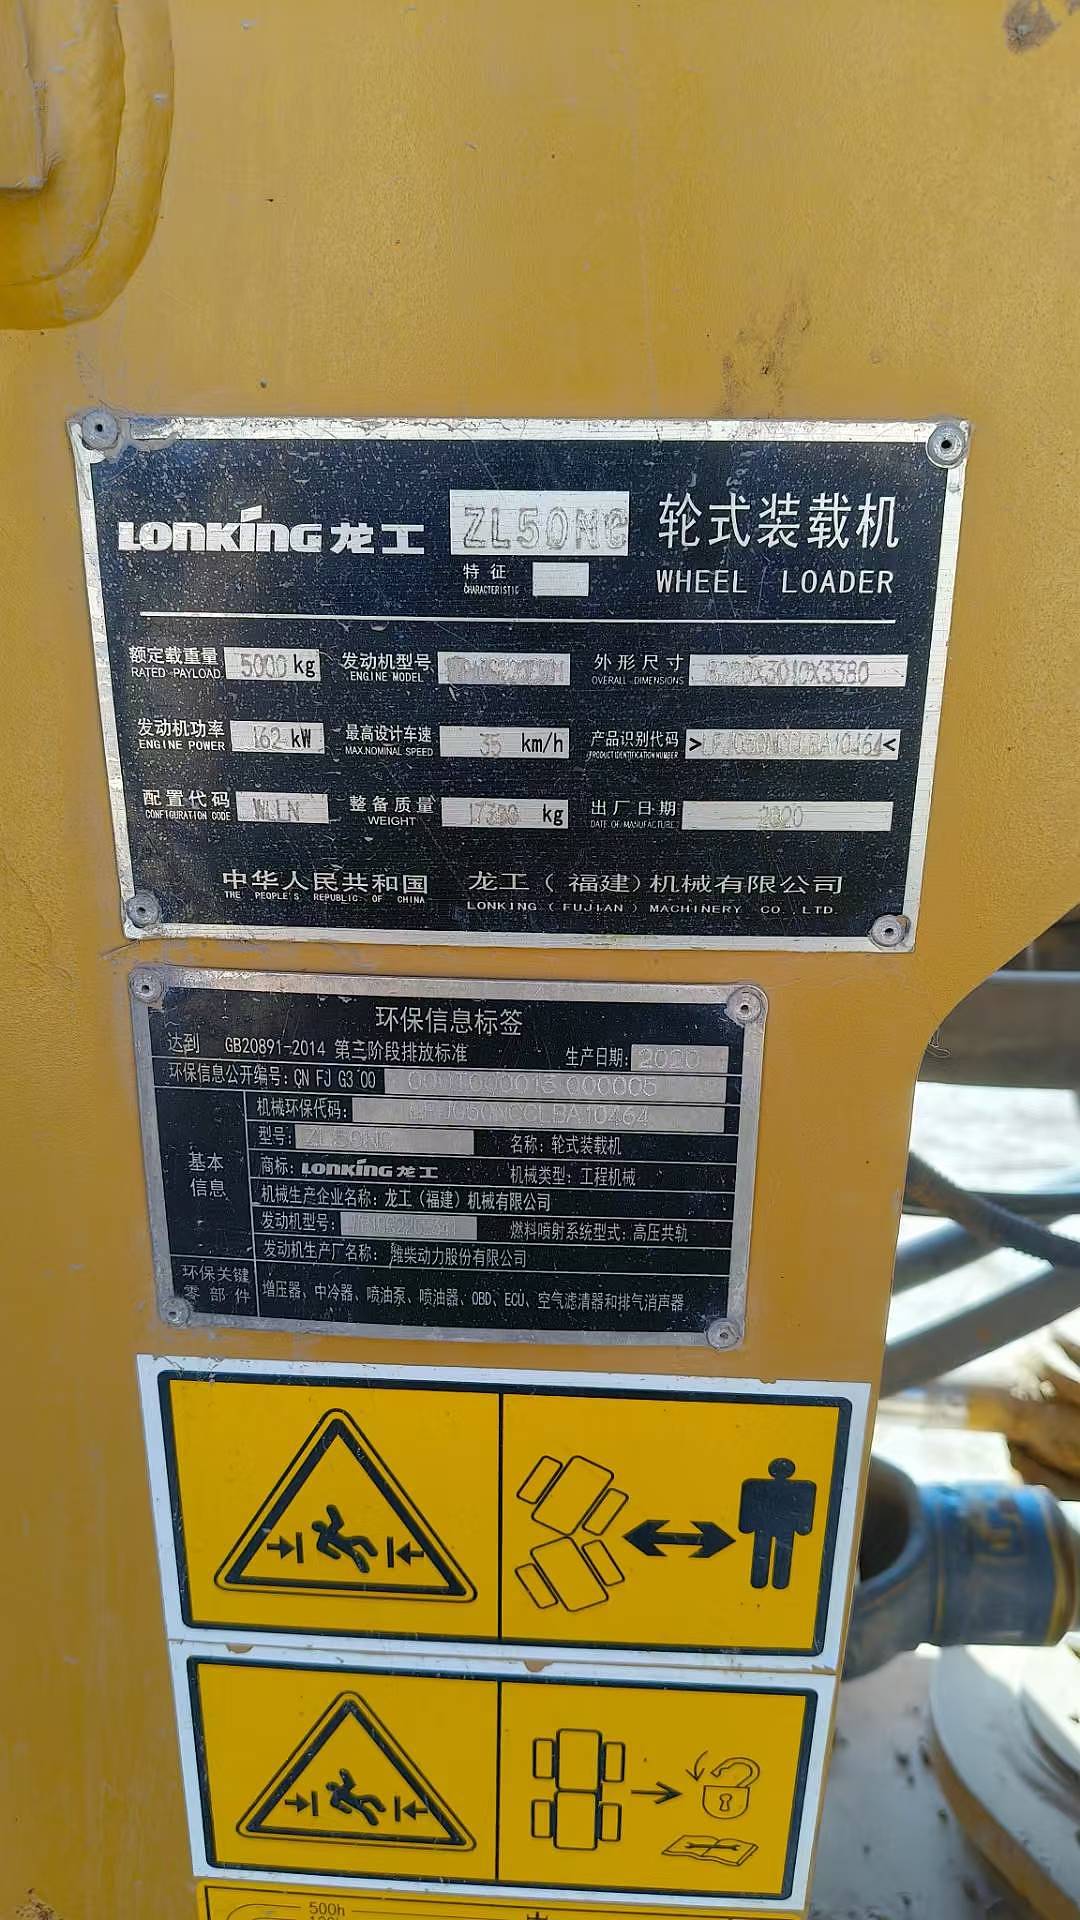 LONKING 龙工 ZL50NC 轮式装载机
特征 WHEEL LOADER
CHARACTERISTIC
额定载重量 5000 kg 发动机型号 外形尺寸 X3010X3380
RATED PAYLOAD ENGINE MODEL OVERALL DIMENSIONS
发动机功率 162 kW 最高设计车速 35 km/h 产品识别代码
ENGINE POWER MAX.NOMINAL SPEED PRODUCT IDENTIFICATION NUMBER
配置代码 WLLN 整备质量 kg 出厂日期 2020
CONFIGURATION CODE WEIGHT DATE OF MANUFACTURE
中华人民共和国 龙工(福建)机械有限公司
THE PEOPLE'S REPUBLIC OF CHINA LONKING (FUJIAN) MACHINERY CO.,LTD.
环保信息标签
达到 GB20891-2014 第三阶段排放标准 生产日期: 2020
环保信息公开编号: CN FJ G3 00 000005
机械环保代码:
型号: ZL50NC 名称: 轮式装载机
基本信息
商标: LONKING 龙工 机械类型: 工程机械
机械生产企业名称: 龙工(福建)机械有限公司
发动机型号: 燃料喷射系统型式: 高压共轨
发动机生产厂名称: 潍柴动力股份有限公司
环保关键零部件 增压器、中冷器、喷油泵、喷油器、OBD、ECU、空气滤清器和排气消声器
500h